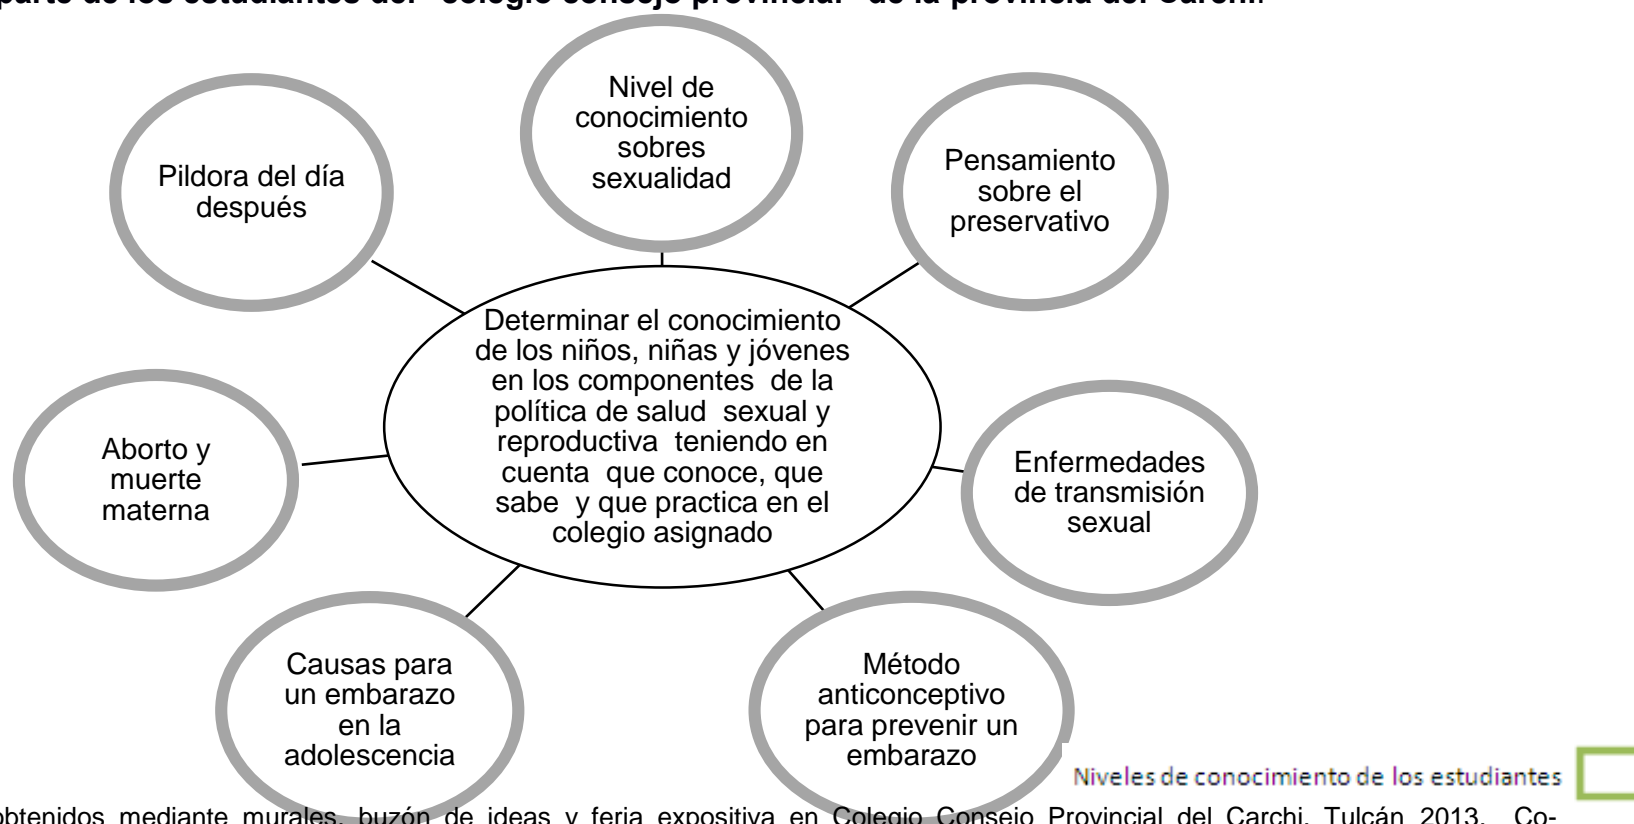 parte de los estudiantes del "colegio consejo provincial" de la provincia del Carchi.
Nivel de
conocimiento
sobres
sexualidad
Pildora del día
después
Pensamiento
sobre el
preservativo
Determinar el conocimiento
de los niños, niñas y jóvenes
en los componentes de la
política de salud sexual y
reproductiva teniendo en
cuenta que conoce, que
sabe y que practica en el
colegio asignado
Aborto y
muerte
materna
Enfermedades
de transmisión
sexual
Causas para
un embarazo
en la
adolescencia
Método
anticonceptivo
para prevenir un
embarazo
Niveles de conocimiento de los estudiantes
obtenidos mediante murales, buzón de ideas y feria expositiva en Colegio Consejo Provincial del Carchi. Tulcán 2013. Co-